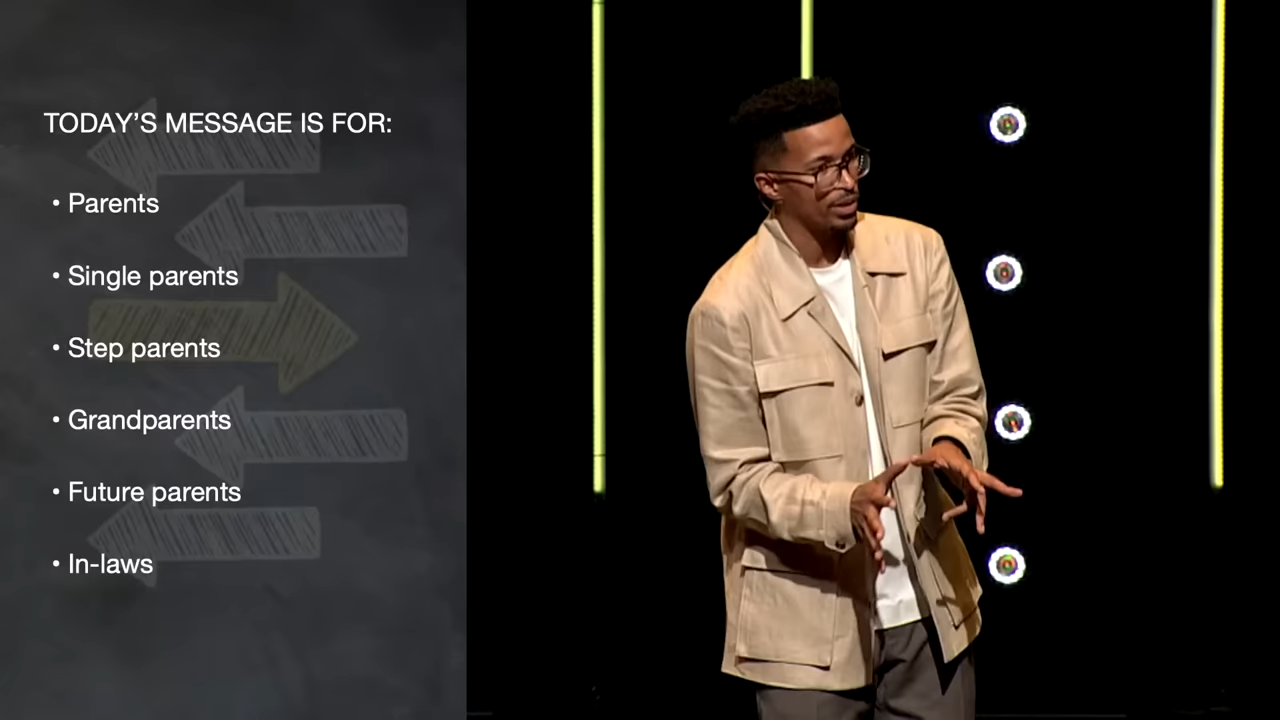 TODAY’S MESSAGE IS FOR:
• Parents
• Single parents
• Step parents
• Grandparents
• Future parents
• In-laws